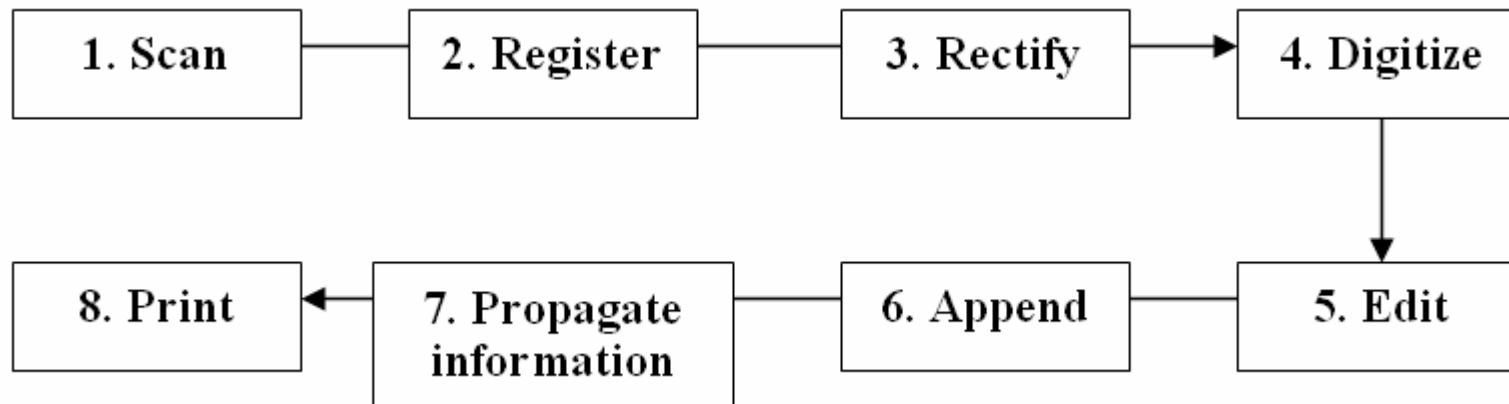 1. Scan
2. Register
3. Rectify
4. Digitize
5. Edit
6. Append
7. Propagate
information
8. Print